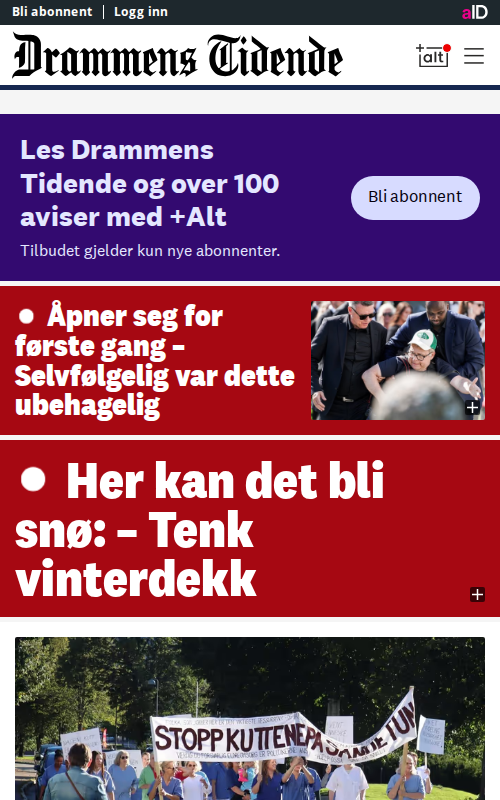 Bli abonnent
Logg inn
aID
Drammens Tidende
+alt
Les Drammens
Tidende og over 100
aviser med +Alt
Bli abonnent
Tilbudet gjelder kun nye abonnenter.
Åpner seg for
første gang –
Selvfølgelig var dette
ubehagelig
Her kan det bli
snø: – Tenk
vinterdekk
STOPP KUTTENE PÅ